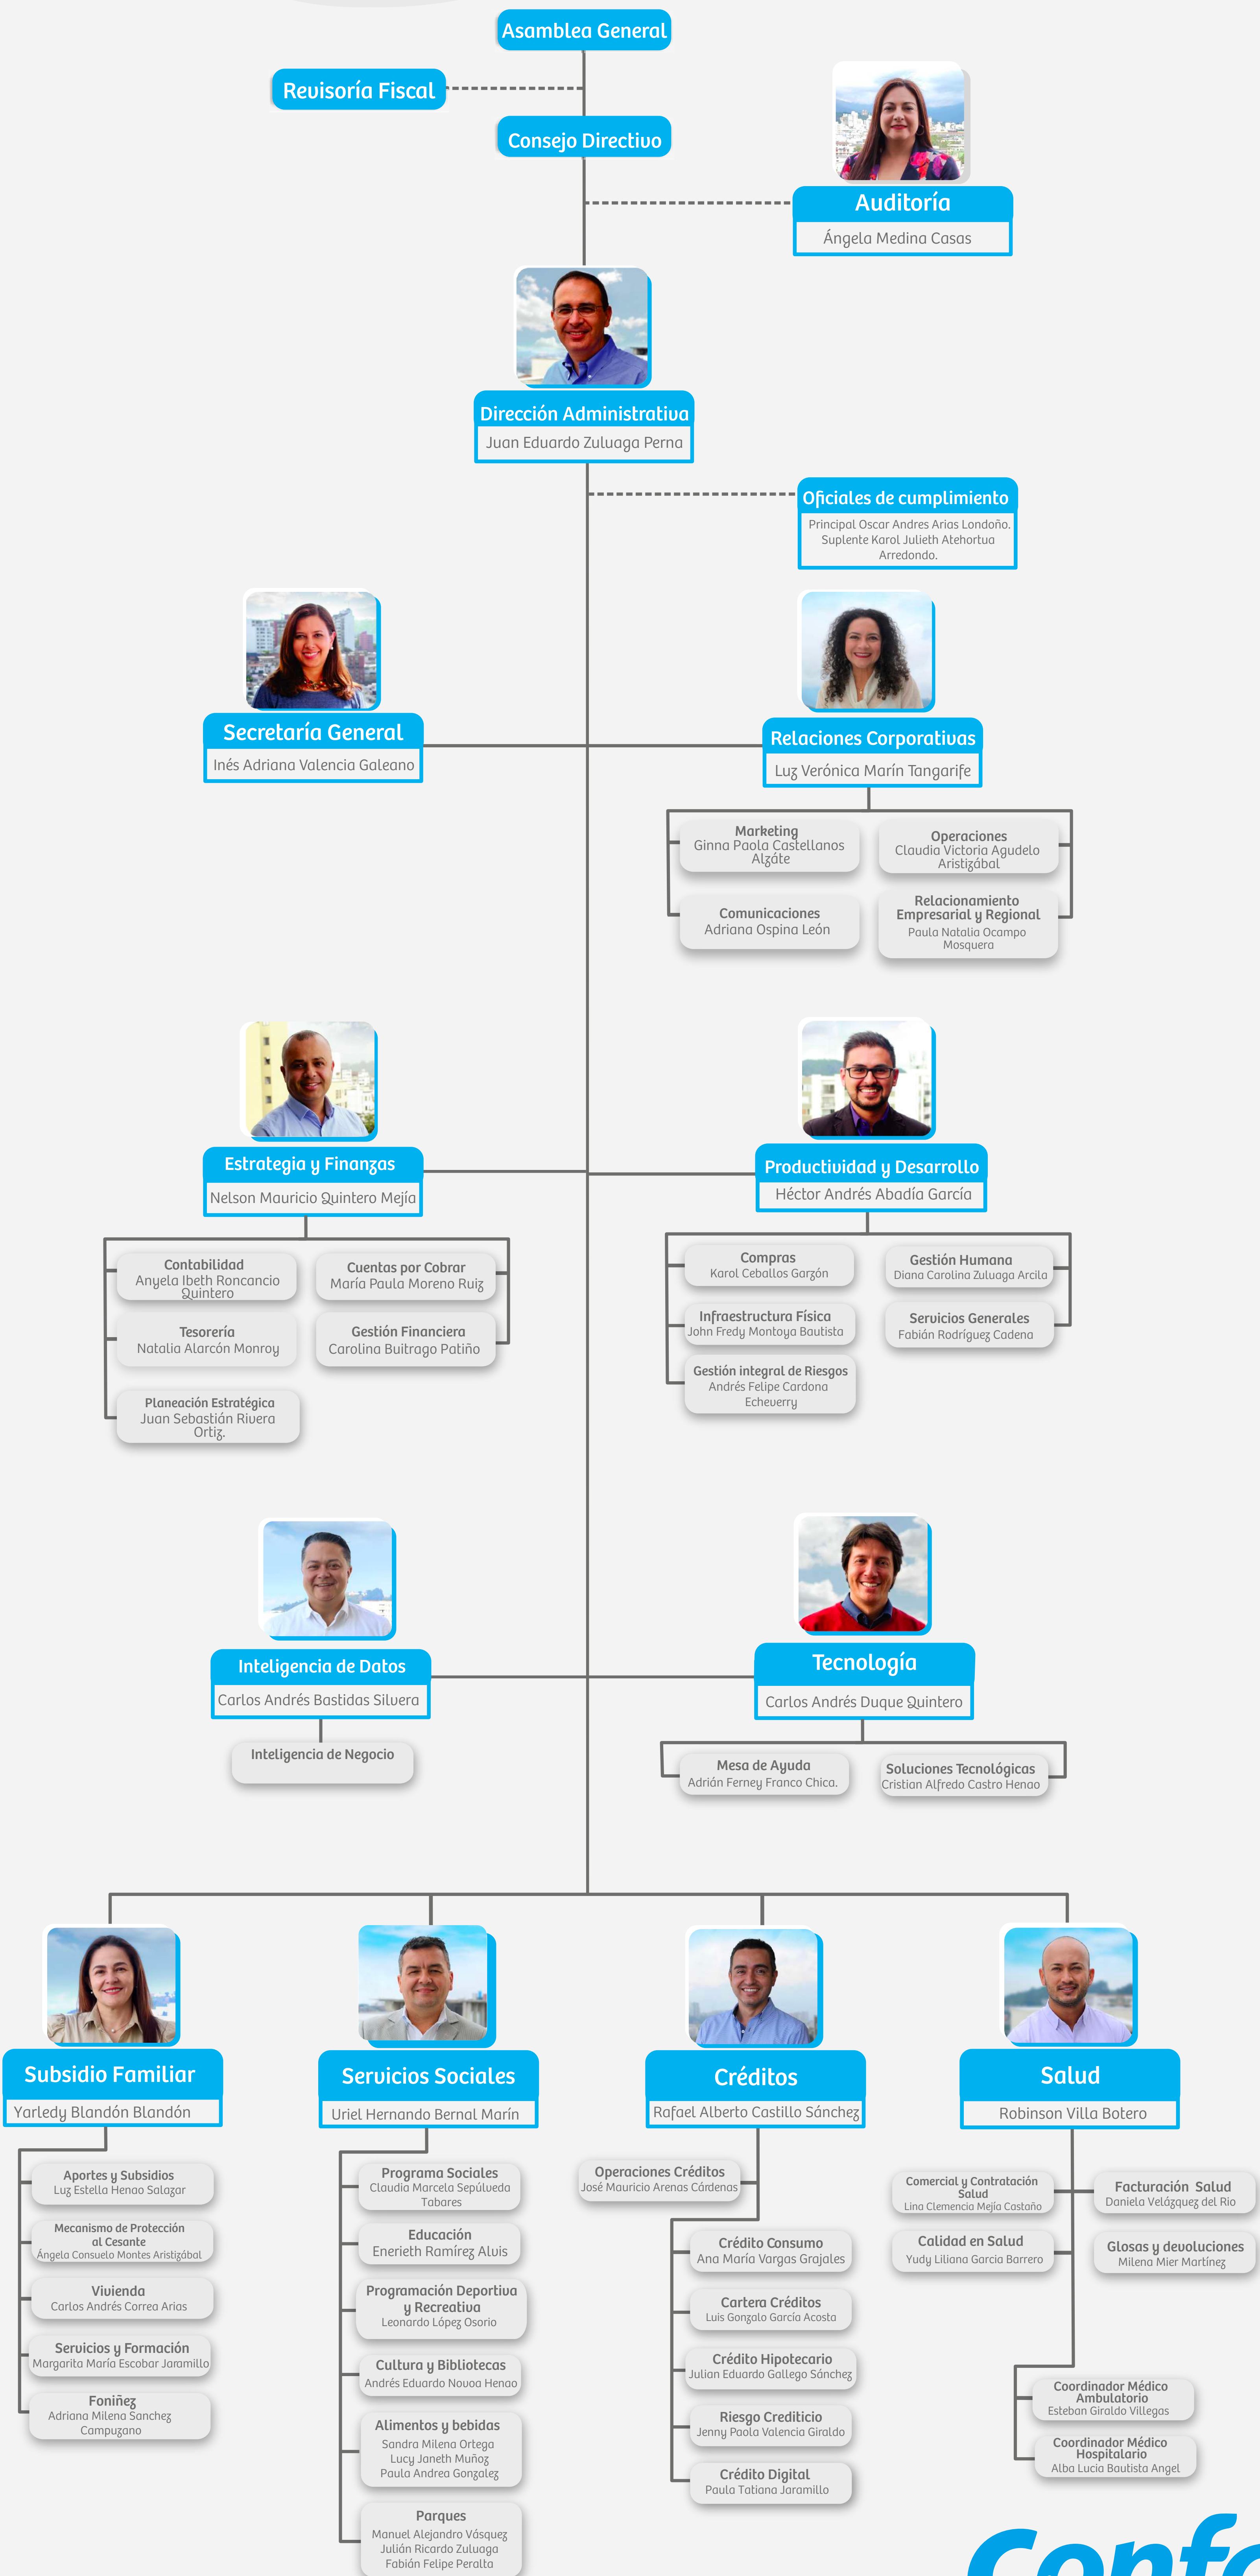 Asamblea General
Revisoría Fiscal
Consejo Directivo
Auditoría
Ángela Medina Casas
Dirección Administrativa
Juan Eduardo Zuluaga Perna
Oficiales de cumplimiento
Principal Oscar Andres Arias Londoño.
Suplente Karol Julieth Atehortua
Arredondo.
Secretaría General
Inés Adriana Valencia Galeano
Relaciones Corporativas
Luz Verónica Marín Tangarife
Marketing
Ginna Paola Castellanos
Alzáte
Operaciones
Claudia Victoria Agudelo
Aristizábal
Comunicaciones
Adriana Ospina León
Relacionamiento
Empresarial y Regional
Paula Natalia Ocampo
Mosquera
Estrategia y Finanzas
Nelson Mauricio Quintero Mejía
Contabilidad
Anyela Ibeth Roncancio
Quintero
Cuentas por Cobrar
María Paula Moreno Ruiz
Tesorería
Natalia Alarcón Monroy
Gestión Financiera
Carolina Buitrago Patiño
Planeación Estratégica
Juan Sebastián Rivera
Ortiz.
Productividad y Desarrollo
Héctor Andrés Abadía García
Compras
Karol Ceballos Garzón
Gestión Humana
Diana Carolina Zuluaga Arcila
Infraestructura Física
John Fredy Montoya Bautista
Servicios Generales
Fabián Rodríguez Cadena
Gestión integral de Riesgos
Andrés Felipe Cardona
Echeverry
Inteligencia de Datos
Carlos Andrés Bastidas Silvera
Inteligencia de Negocio
Tecnología
Carlos Andrés Duque Quintero
Mesa de Ayuda
Adrián Ferney Franco Chica.
Soluciones Tecnológicas
Cristian Alfredo Castro Henao
Subsidio Familiar
Yarledy Blandón Blandón
Aportes y Subsidios
Luz Estella Henao Salazar
Mecanismo de Protección
al Cesante
Ángela Consuelo Montes Aristizábal
Vivienda
Carlos Andrés Correa Arias
Servicios y Formación
Margarita María Escobar Jaramillo
Foniñez
Adriana Milena Sanchez
Campuzano
Servicios Sociales
Uriel Hernando Bernal Marín
Programa Sociales
Claudia Marcela Sepúlveda
Tabares
Educación
Enerieth Ramírez Alvis
Programación Deportiva
y Recreativa
Leonardo López Osorio
Cultura y Bibliotecas
Andrés Eduardo Novoa Henao
Alimentos y bebidas
Sandra Milena Ortega
Lucy Janeth Muñoz
Paula Andrea Gonzalez
Parques
Manuel Alejandro Vásquez
Julián Ricardo Zuluaga
Fabián Felipe Peralta
Créditos
Rafael Alberto Castillo Sánchez
Operaciones Créditos
José Mauricio Arenas Cárdenas
Crédito Consumo
Ana María Vargas Grajales
Cartera Créditos
Luis Gonzalo García Acosta
Crédito Hipotecario
Julian Eduardo Gallego Sánchez
Riesgo Crediticio
Jenny Paola Valencia Giraldo
Crédito Digital
Paula Tatiana Jaramillo
Salud
Robinson Villa Botero
Comercial y Contratación
Salud
Lina Clemencia Mejía Castaño
Facturación Salud
Daniela Velázquez del Rio
Calidad en Salud
Yudy Liliana Garcia Barrero
Glosas y devoluciones
Milena Mier Martínez
Coordinador Médico
Ambulatorio
Esteban Giraldo Villegas
Coordinador Médico
Hospitalario
Alba Lucia Bautista Angel